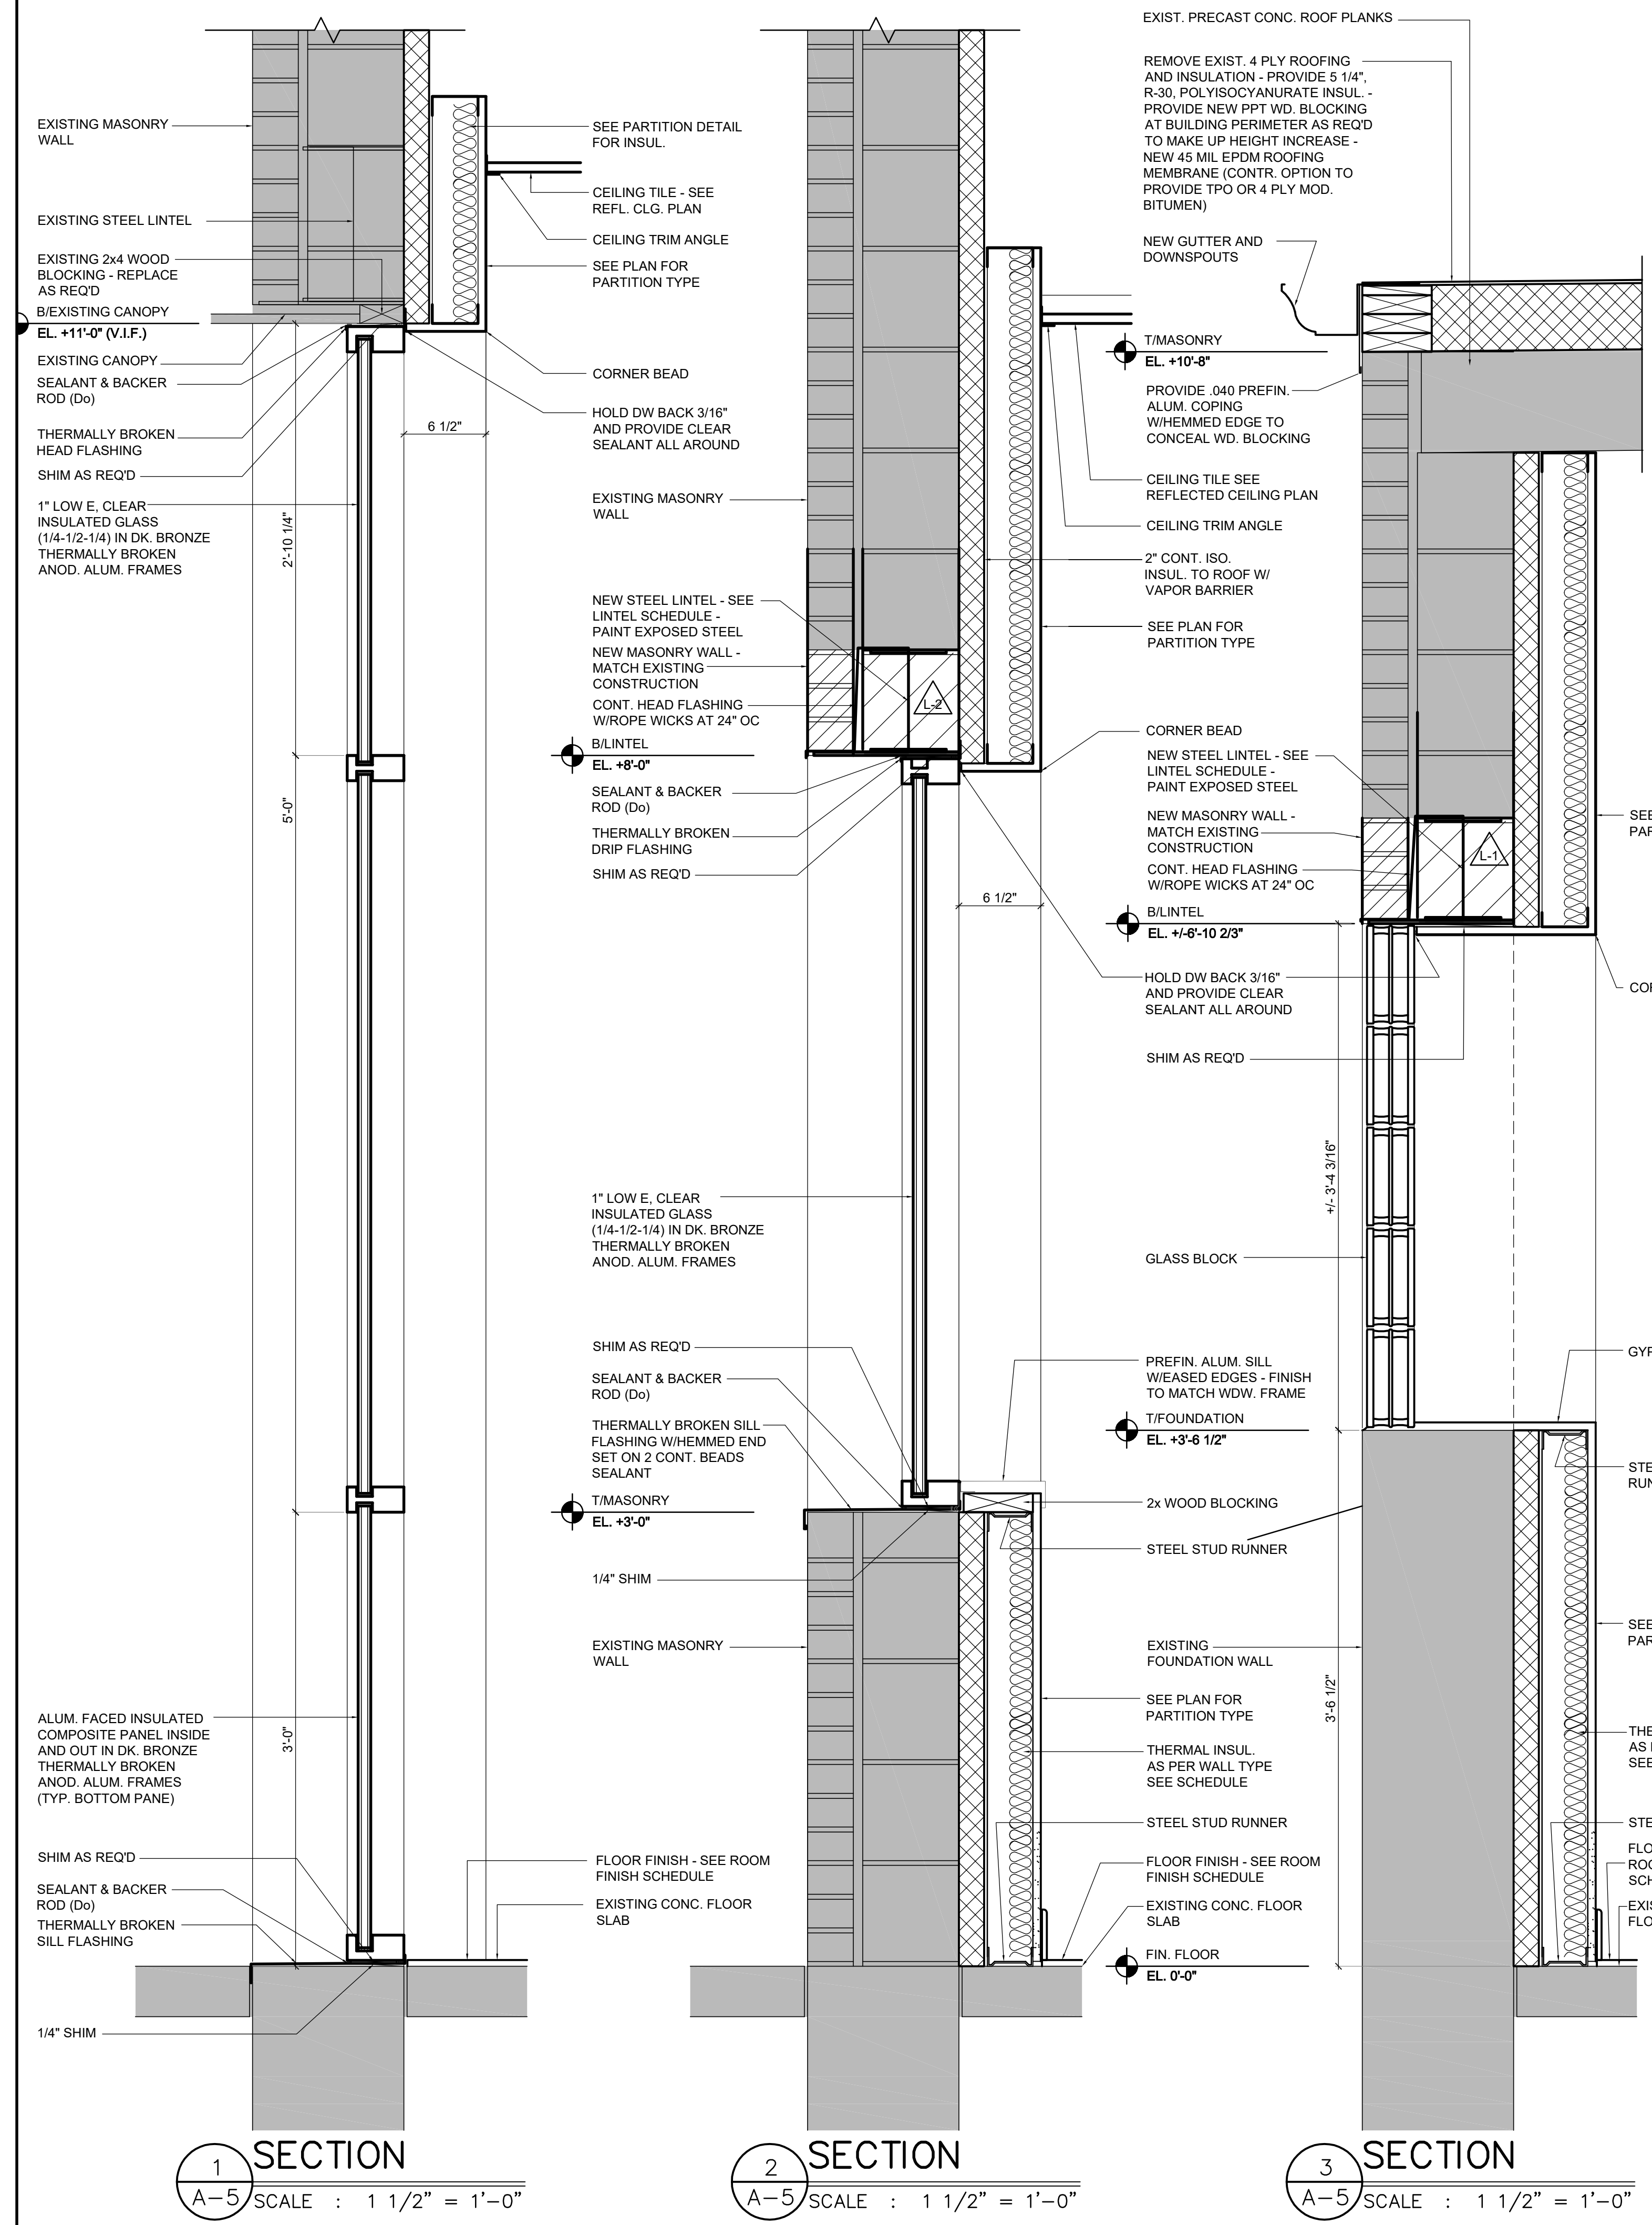 EXISTING MASONRY
WALL
EXISTING STEEL LINTEL
EXISTING 2x4 WOOD
BLOCKING - REPLACE
AS REQ'D
B/EXISTING CANOPY
EL. +11'-0" (V.I.F.)
EXISTING CANOPY
SEALANT & BACKER
ROD (Do)
THERMALLY BROKEN
HEAD FLASHING
SHIM AS REQ'D
1" LOW E, CLEAR
INSULATED GLASS
(1/4-1/2-1/4) IN DK. BRONZE
THERMALLY BROKEN
ANOD. ALUM. FRAMES
2'-10 1/4"
5'-0"
3'-0"
6 1/2"
ALUM. FACED INSULATED
COMPOSITE PANEL INSIDE
AND OUT IN DK. BRONZE
THERMALLY BROKEN
ANOD. ALUM. FRAMES
(TYP. BOTTOM PANE)
SHIM AS REQ'D
SEALANT & BACKER
ROD (Do)
THERMALLY BROKEN
SILL FLASHING
1/4" SHIM
SEE PARTITION DETAIL
FOR INSUL.
CEILING TILE - SEE
REFL. CLG. PLAN
CEILING TRIM ANGLE
SEE PLAN FOR
PARTITION TYPE
CORNER BEAD
HOLD DW BACK 3/16"
AND PROVIDE CLEAR
SEALANT ALL AROUND
FLOOR FINISH - SEE ROOM
FINISH SCHEDULE
EXISTING CONC. FLOOR
SLAB
1
A-5
SECTION
SCALE : 1 1/2" = 1'-0"
EXISTING MASONRY
WALL
NEW STEEL LINTEL - SEE
LINTEL SCHEDULE -
PAINT EXPOSED STEEL
NEW MASONRY WALL -
MATCH EXISTING
CONSTRUCTION
CONT. HEAD FLASHING
W/ROPE WICKS AT 24" OC
L-2
B/LINTEL
EL. +8'-0"
SEALANT & BACKER
ROD (Do)
THERMALLY BROKEN
DRIP FLASHING
SHIM AS REQ'D
6 1/2"
1" LOW E, CLEAR
INSULATED GLASS
(1/4-1/2-1/4) IN DK. BRONZE
THERMALLY BROKEN
ANOD. ALUM. FRAMES
SHIM AS REQ'D
SEALANT & BACKER
ROD (Do)
THERMALLY BROKEN SILL
FLASHING W/HEMMED END
SET ON 2 CONT. BEADS
SEALANT
T/MASONRY
EL. +3'-0"
1/4" SHIM
EXISTING MASONRY
WALL
2
A-5
SECTION
SCALE : 1 1/2" = 1'-0"
EXIST. PRECAST CONC. ROOF PLANKS
REMOVE EXIST. 4 PLY ROOFING
AND INSULATION - PROVIDE 5 1/4",
R-30, POLYISOCYANURATE INSUL. -
PROVIDE NEW PPT WD. BLOCKING
AT BUILDING PERIMETER AS REQ'D
TO MAKE UP HEIGHT INCREASE -
NEW 45 MIL EPDM ROOFING
MEMBRANE (CONTR. OPTION TO
PROVIDE TPO OR 4 PLY MOD.
BITUMEN)
NEW GUTTER AND
DOWNSPOUTS
T/MASONRY
EL. +10'-8"
PROVIDE .040 PREFIN.
ALUM. COPING
W/HEMMED EDGE TO
CONCEAL WD. BLOCKING
CEILING TILE SEE
REFLECTED CEILING PLAN
CEILING TRIM ANGLE
2" CONT. ISO.
INSUL. TO ROOF W/
VAPOR BARRIER
SEE PLAN FOR
PARTITION TYPE
CORNER BEAD
NEW STEEL LINTEL - SEE
LINTEL SCHEDULE -
PAINT EXPOSED STEEL
NEW MASONRY WALL -
MATCH EXISTING
CONSTRUCTION
CONT. HEAD FLASHING
W/ROPE WICKS AT 24" OC
L-1
B/LINTEL
EL. +/-6'-10 2/3"
HOLD DW BACK 3/16"
AND PROVIDE CLEAR
SEALANT ALL AROUND
SHIM AS REQ'D
+/- 3'-4 3/16"
GLASS BLOCK
PREFIN. ALUM. SILL
W/EASED EDGES - FINISH
TO MATCH WDW. FRAME
T/FOUNDATION
EL. +3'-6 1/2"
2x WOOD BLOCKING
STEEL STUD RUNNER
EXISTING
FOUNDATION WALL
3'-6 1/2"
SEE PLAN FOR
PARTITION TYPE
THERMAL INSUL.
AS PER WALL TYPE
SEE SCHEDULE
STEEL STUD RUNNER
FLOOR FINISH - SEE ROOM
FINISH SCHEDULE
EXISTING CONC. FLOOR
SLAB
FIN. FLOOR
EL. 0'-0"
3
A-5
SECTION
SCALE : 1 1/2" = 1'-0"